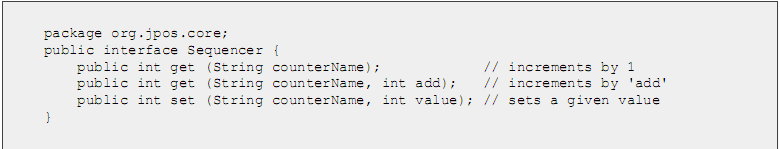 package org.jpos.core;
public interface Sequencer {
    public int get (String counterName);             // increments by 1
    public int get (String counterName, int add);    // increments by 'add'
    public int set (String counterName, int value); // sets a given value
}